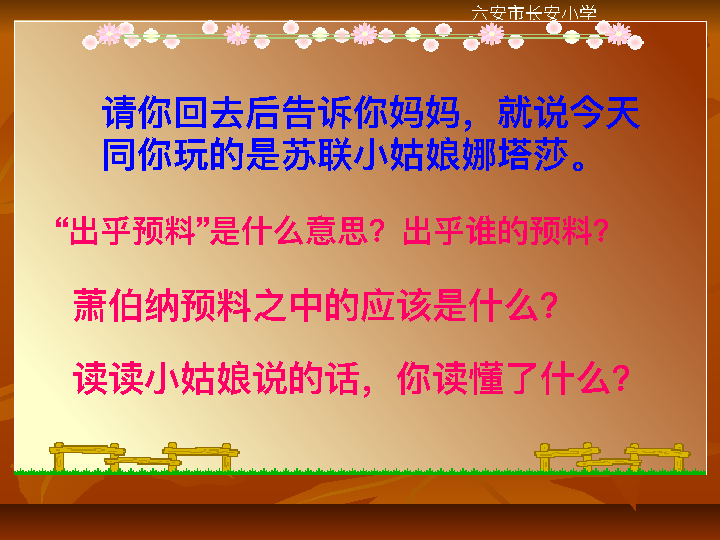 六安市长安小学
请你回去后告诉你妈妈，就说今天
同你玩的是苏联小姑娘娜塔莎。
“出乎预料”是什么意思？出乎谁的预料？
萧伯纳预料之中的应该是什么？
读读小姑娘说的话，你读懂了什么？